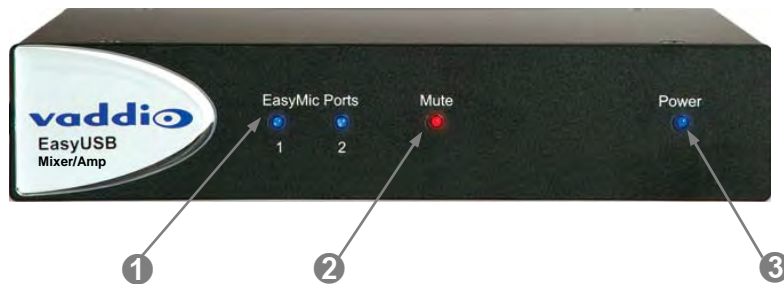 EasyMic Ports
Mute
Power
vaddio
EasyUSB
Mixer/Amp
1
2
1
2
3